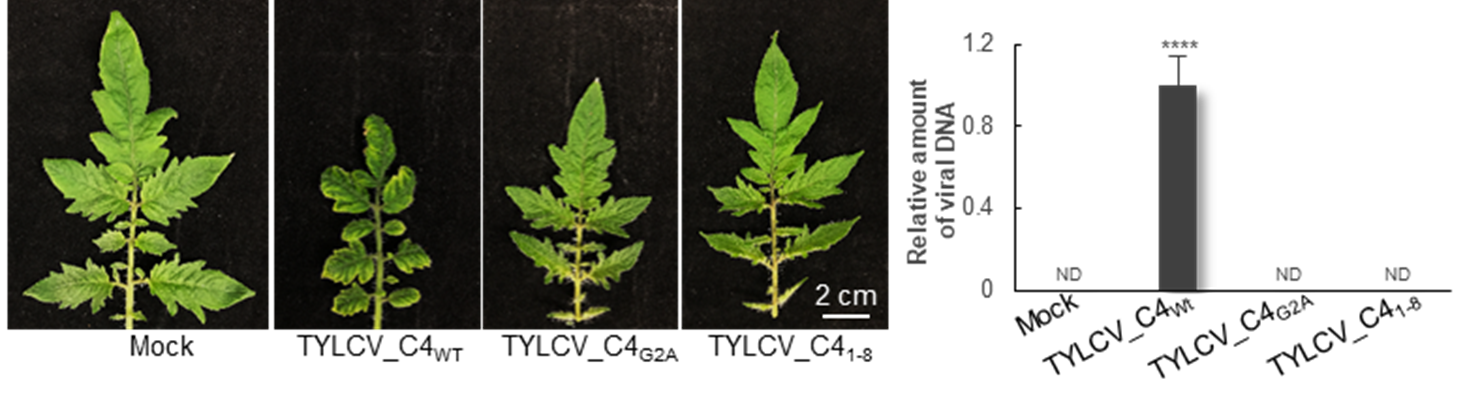 2 cm
Mock
TYLCV_C4WT
TYLCV_C4G2A
TYLCV_C41-8
Relative amount
of viral DNA
1.2
0.8
0.4
0
****
ND
ND
ND
Mock
TYLCV_C4Wt
TYLCV_C4G2A
TYLCV_C41-8